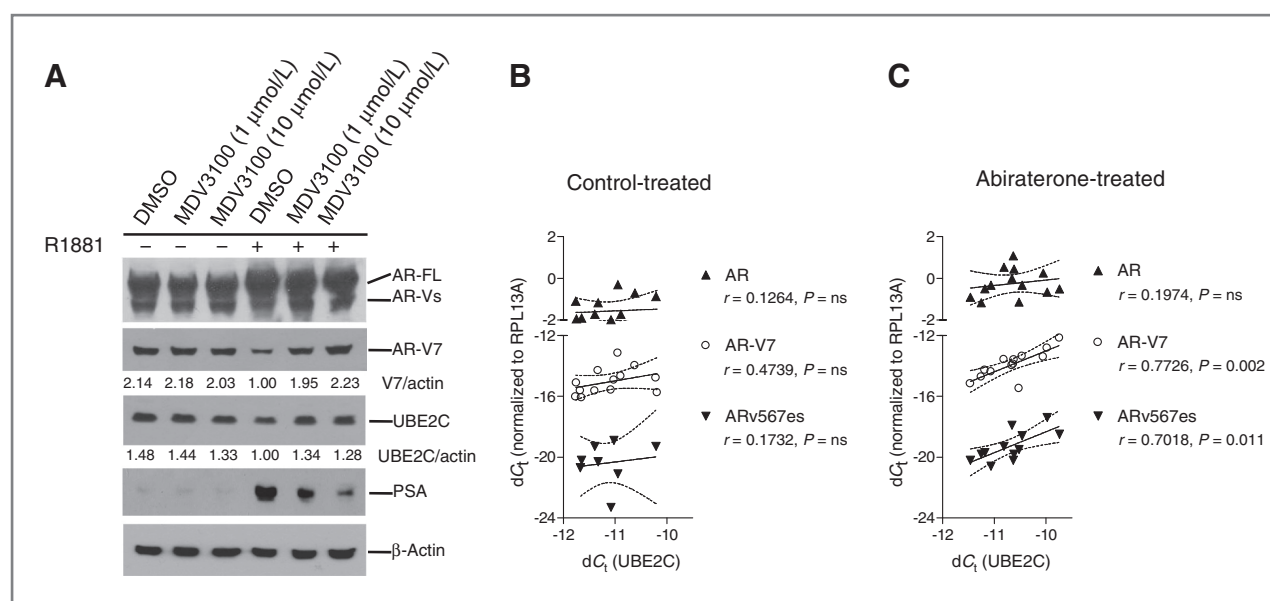 A
DMSO
MDV3100 (1 μmol/L)
MDV3100 (10 μmol/L)
DMSO
MDV3100 (1 μmol/L)
MDV3100 (10 μmol/L)
R1881 – – – + + +
AR-FL
AR-Vs
AR-V7
2.14 2.18 2.03 1.00 1.95 2.23 V7/actin
UBE2C
1.48 1.44 1.33 1.00 1.34 1.28 UBE2C/actin
PSA
β-Actin
B
Control-treated
dCt (normalized to RPL13A)
2
0
-2
-12
-16
-20
-24
-12 -11 -10
dCt (UBE2C)
AR
r = 0.1264, P = ns
AR-V7
r = 0.4739, P = ns
ARv567es
r = 0.1732, P = ns
C
Abiraterone-treated
dCt (normalized to RPL13A)
2
0
-2
-12
-16
-20
-24
-12 -11 -10
dCt (UBE2C)
AR
r = 0.1974, P = ns
AR-V7
r = 0.7726, P = 0.002
ARv567es
r = 0.7018, P = 0.011